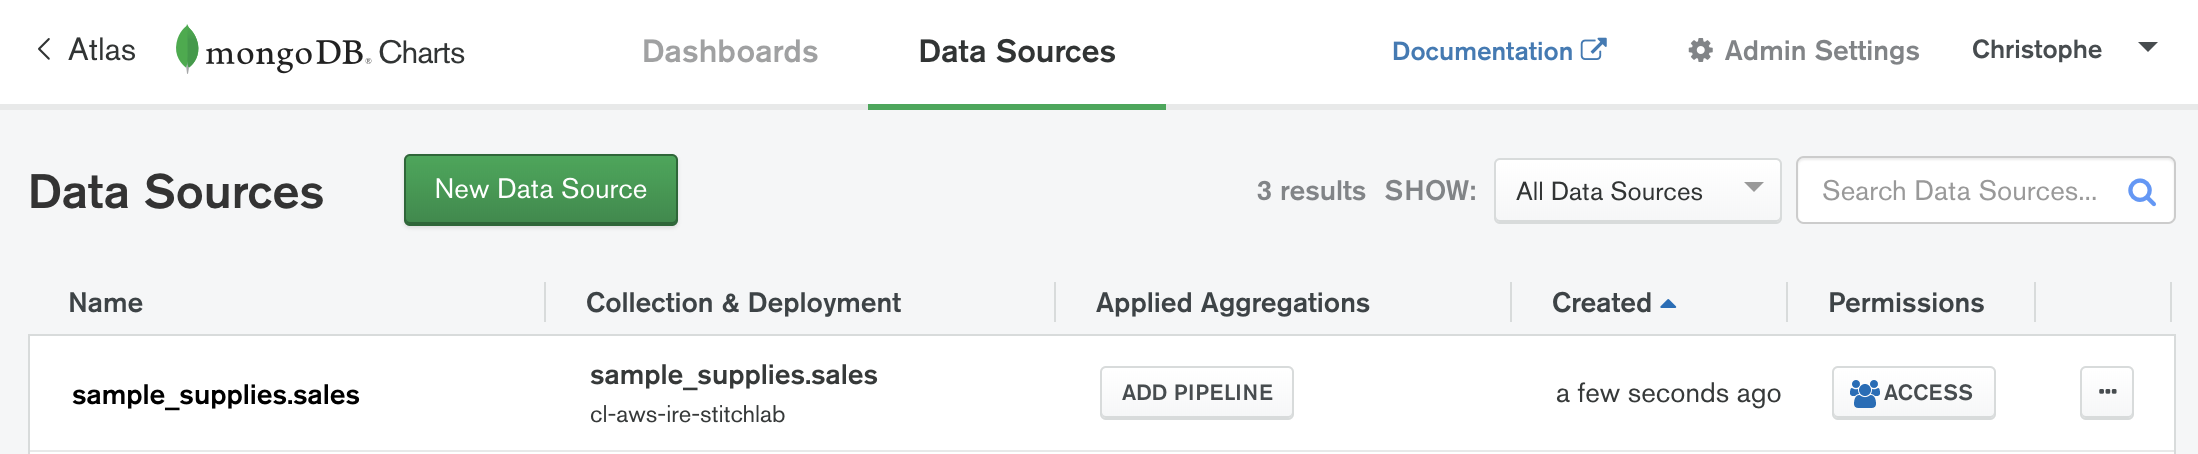 Atlas
mongoDB® Charts
Dashboards
Data Sources
Documentation
Admin Settings
Christophe
Data Sources
New Data Source
3 results SHOW:
All Data Sources
Search Data Sources...
Name
Collection & Deployment
Applied Aggregations
Created
Permissions
sample_supplies.sales
sample_supplies.sales
cl-aws-ire-stitchlab
ADD PIPELINE
a few seconds ago
ACCESS
...